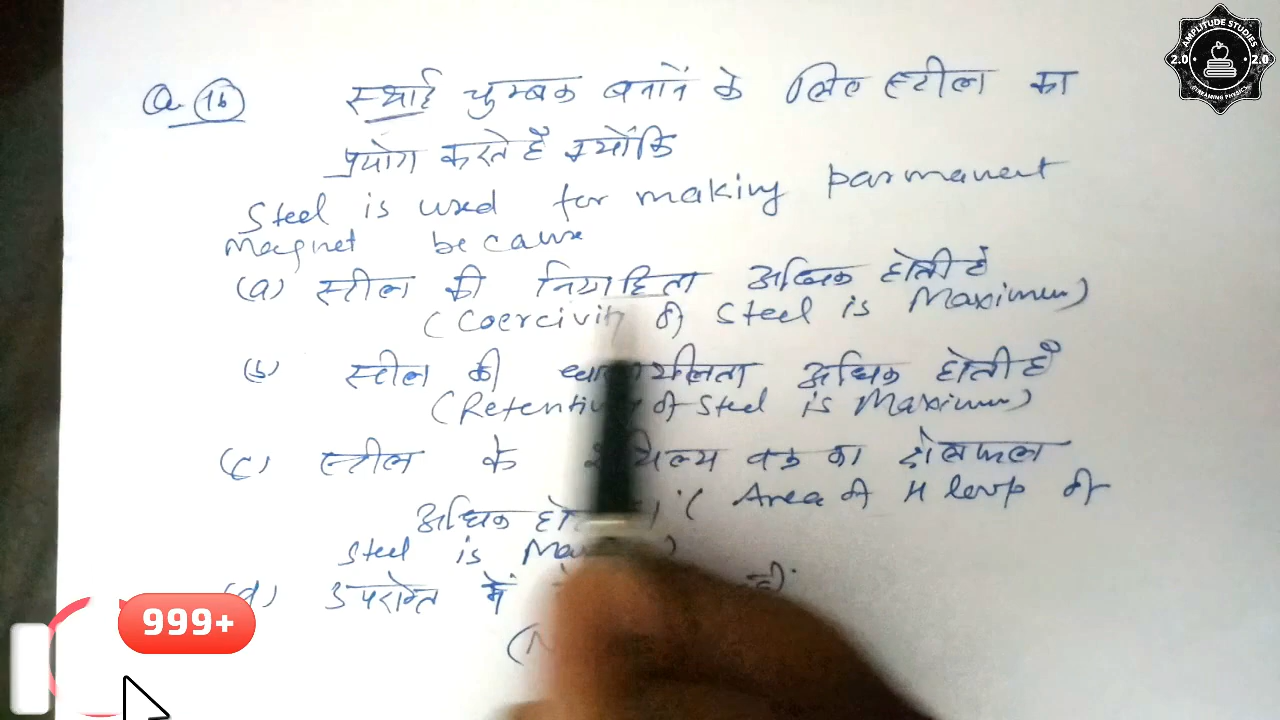 Q. 16 स्थाई चुम्बक बनाने के लिए स्टील का
प्रयोग करते है क्योंकि
Steel is used for making parmanent
Magnet because
(a) स्टील की निग्राहिता अधिक होती है
(Coercivity of Steel is Maximum)
(b) स्टील की अधिक होती है
(Retentivity of Steel is Maximum)
(c) स्टील के का
अधिक (Area of H loop of
Steel is
(d) उपरोक्त में
AMPLITUDE STUDIES
2.0 2.0
999+